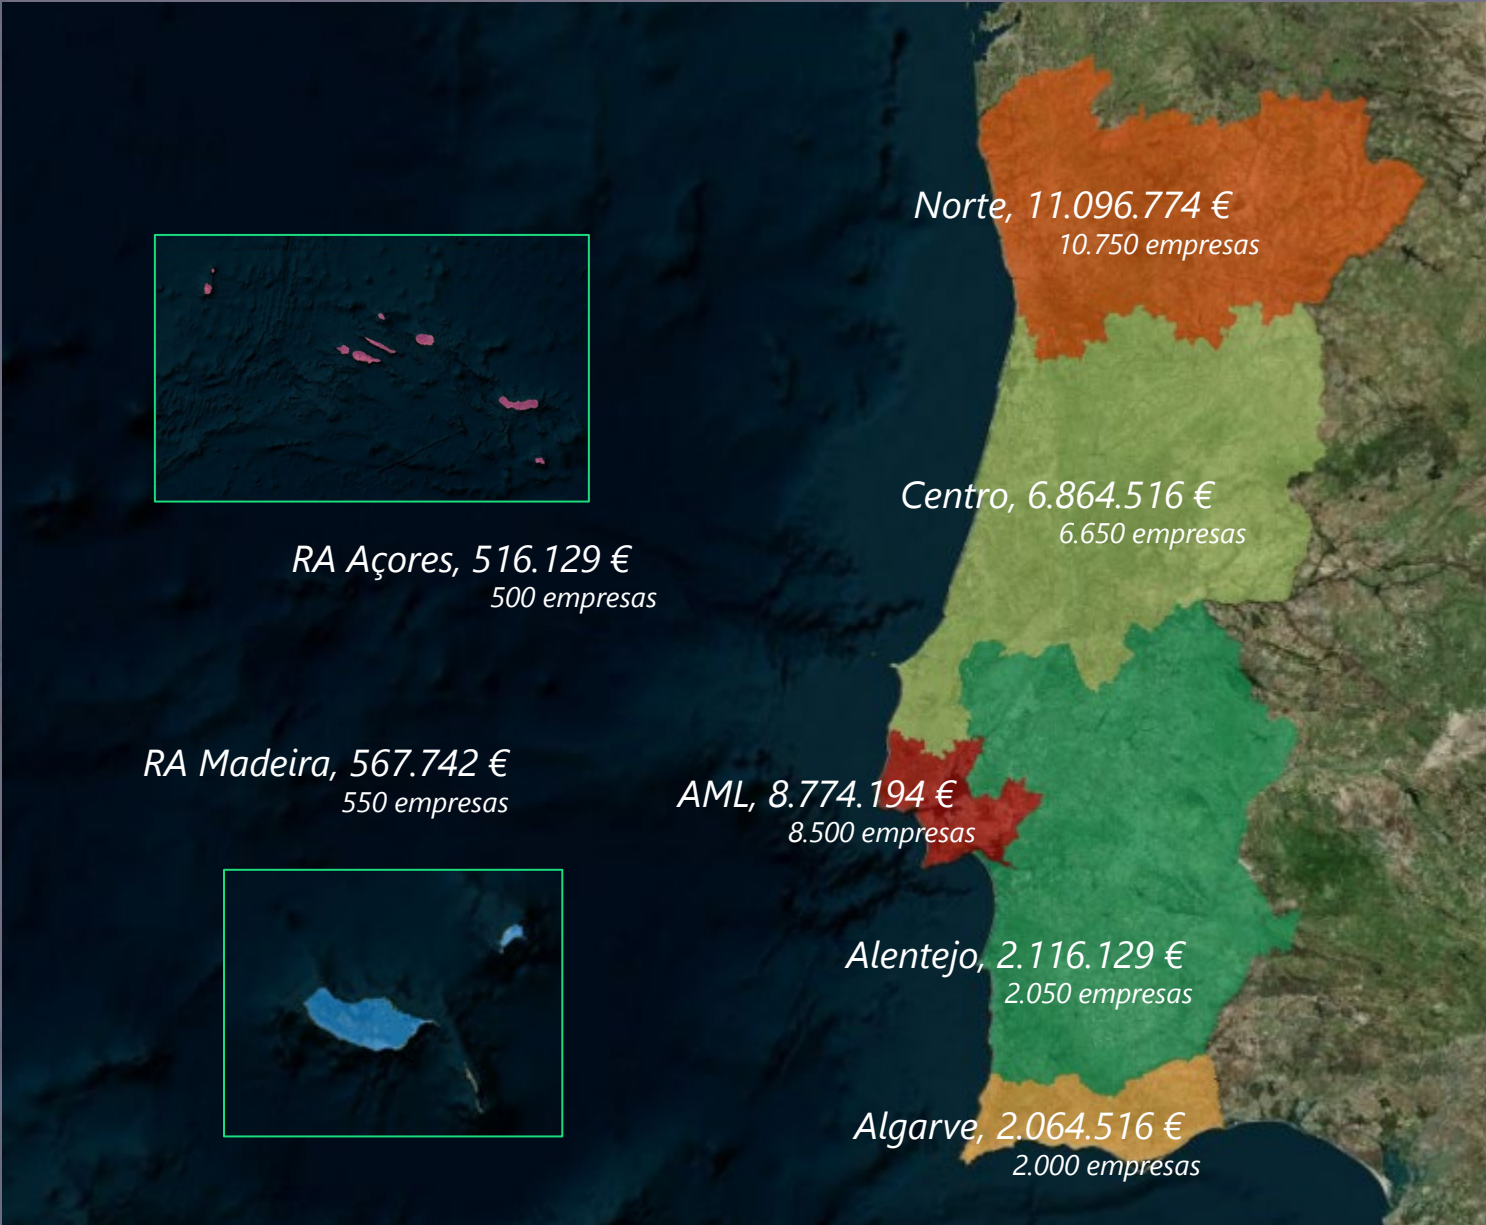 Norte, 11.096.774 €
10.750 empresas
Centro, 6.864.516 €
6.650 empresas
RA Açores, 516.129 €
500 empresas
RA Madeira, 567.742 €
550 empresas
AML, 8.774.194 €
8.500 empresas
Alentejo, 2.116.129 €
2.050 empresas
Algarve, 2.064.516 €
2.000 empresas